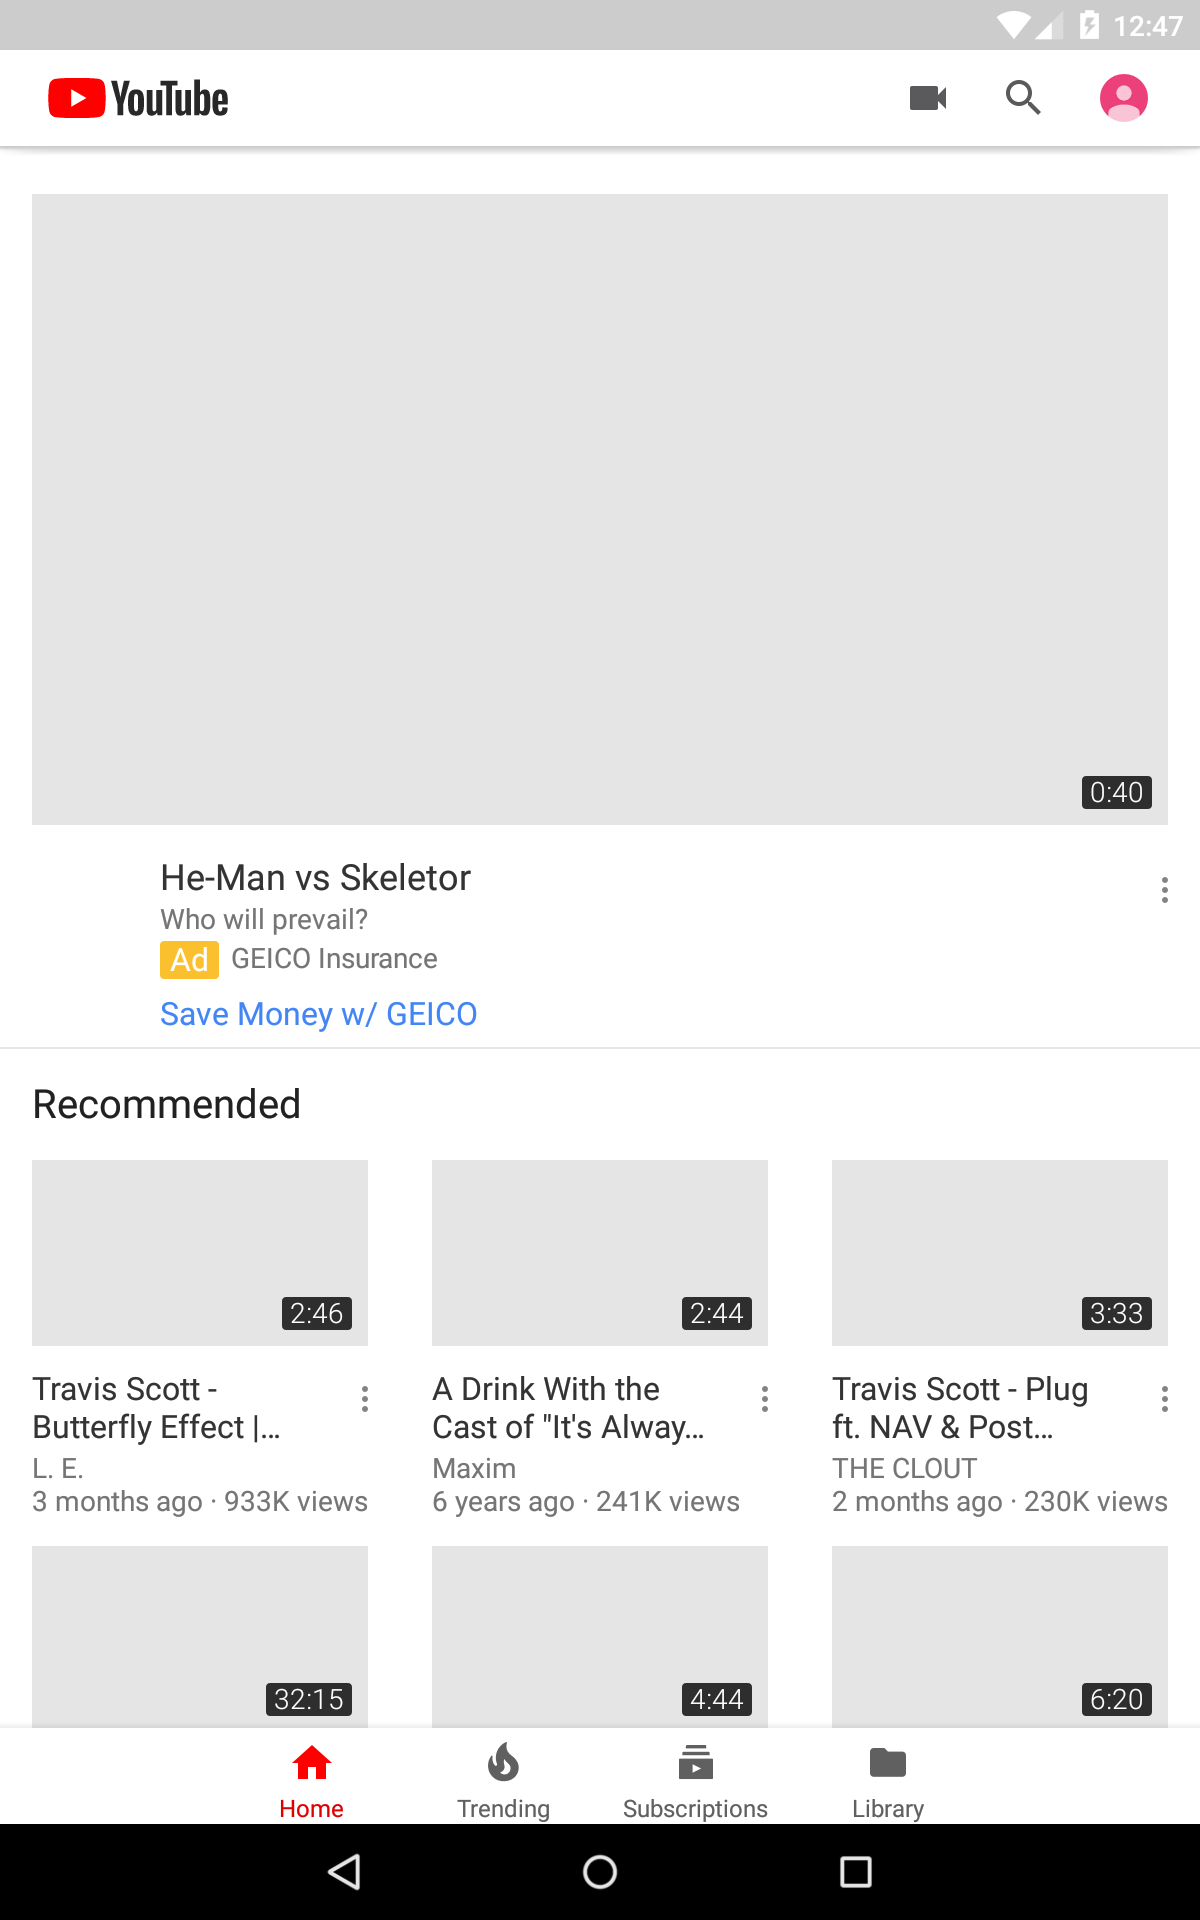 12:47
YouTube
0:40
He-Man vs Skeletor
Who will prevail?
Ad GEICO Insurance
Save Money w/ GEICO
Recommended
2:46
2:44
3:33
Travis Scott -
Butterfly Effect |...
L. E.
3 months ago · 933K views
A Drink With the
Cast of "It's Alway...
Maxim
6 years ago · 241K views
Travis Scott - Plug
ft. NAV & Post...
THE CLOUT
2 months ago · 230K views
32:15
4:44
6:20
Home
Trending
Subscriptions
Library